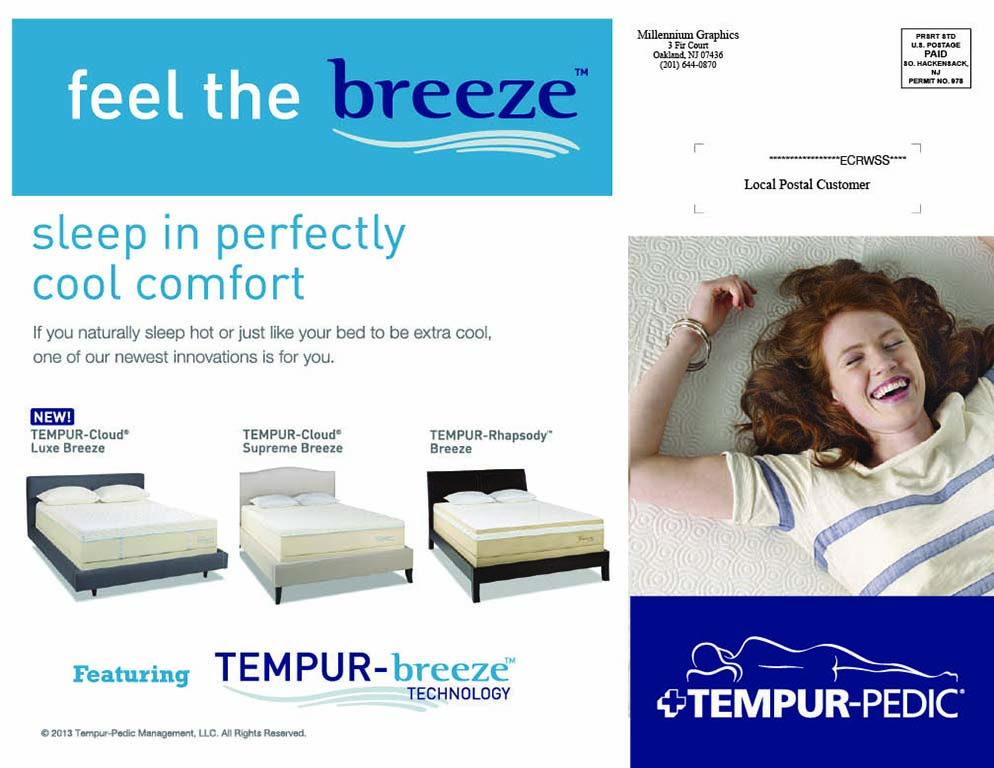 feel the breeze™
sleep in perfectly
cool comfort
If you naturally sleep hot or just like your bed to be extra cool,
one of our newest innovations is for you.
NEW!
TEMPUR-Cloud®
Luxe Breeze
TEMPUR-Cloud®
Supreme Breeze
TEMPUR-Rhapsody™
Breeze
Featuring TEMPUR-breeze™
TECHNOLOGY
© 2013 Tempur-Pedic Management, LLC. All Rights Reserved.
Millennium Graphics
3 Fir Court
Oakland, NJ 07436
(201) 644-0870
PRSRT STD
U.S. POSTAGE
PAID
SO. HACKENSACK,
NJ
PERMIT NO. 978
*****************ECRWSS****
Local Postal Customer
TEMPUR-PEDIC®